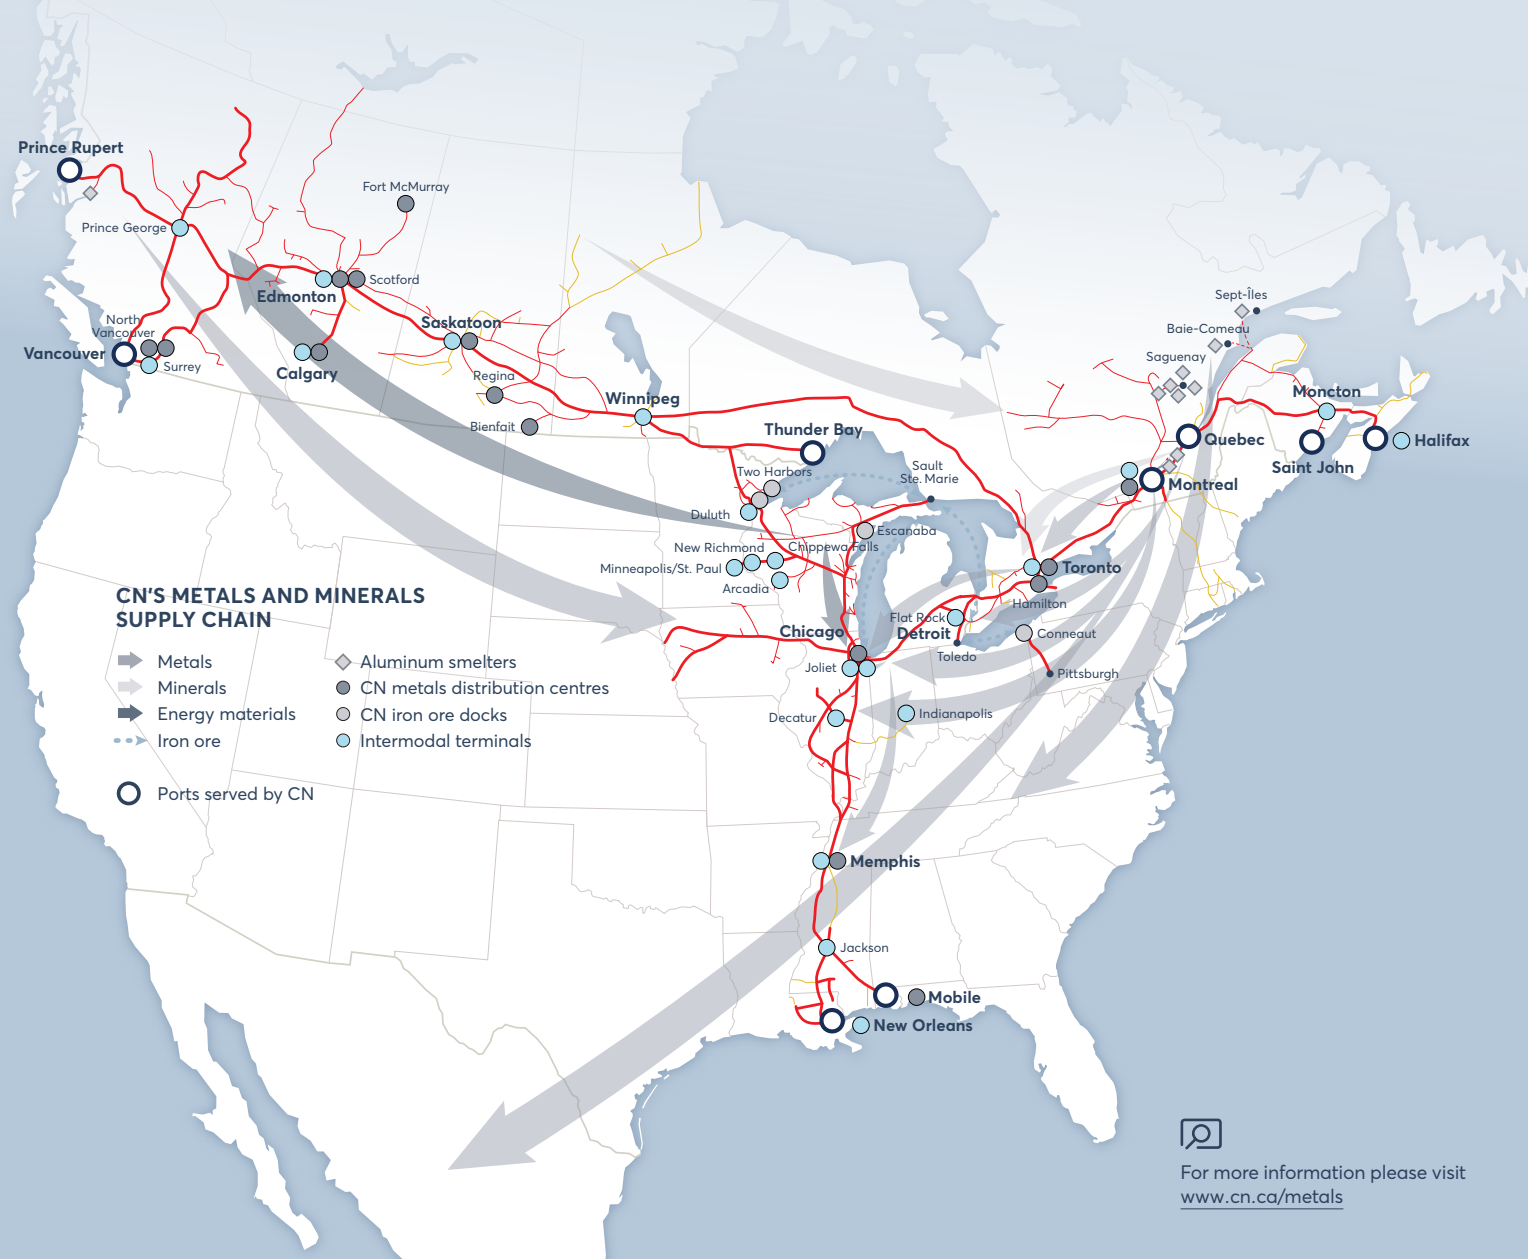 Prince Rupert
Fort McMurray
Prince George
Scotford
Edmonton
North
Vancouver
Vancouver
Surrey
Calgary
Saskatoon
Regina
Bienfait
Winnipeg
Thunder Bay
Two Harbors
Duluth
Sault
Ste. Marie
Escanaba
New Richmond
Chippewa Falls
Minneapolis/St. Paul
Arcadia
Sept-Îles
Baie-Comeau
Saguenay
Moncton
Quebec
Halifax
Saint John
Montreal
Toronto
Hamilton
Flat Rock
Detroit
Conneaut
Toledo
Pittsburgh
Chicago
Joliet
Decatur
Indianapolis
Memphis
Jackson
Mobile
New Orleans
CN'S METALS AND MINERALS
SUPPLY CHAIN
Metals
Minerals
Energy materials
Iron ore
Aluminum smelters
CN metals distribution centres
CN iron ore docks
Intermodal terminals
Ports served by CN
For more information please visit
www.cn.ca/metals